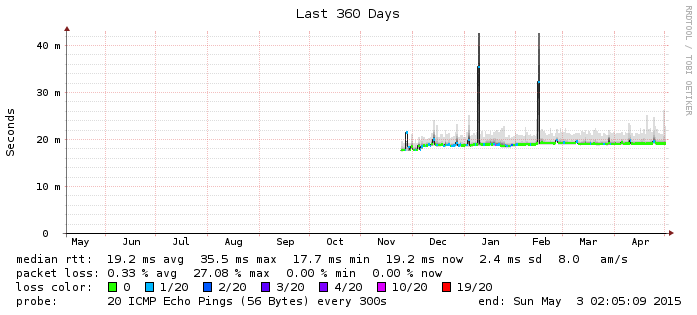 Last 360 Days
RRDTOOL / TOBI OETIKER
Seconds
40 m
30 m
20 m
10 m
0
May Jun Jul Aug Sep Oct Nov Dec Jan Feb Mar Apr
median rtt: 19.2 ms avg 35.5 ms max 17.7 ms min 19.2 ms now 2.4 ms sd 8.0 am/s
packet loss: 0.33 % avg 27.08 % max 0.00 % min 0.00 % now
loss color: 0 1/20 2/20 3/20 4/20 10/20 19/20
probe: 20 ICMP Echo Pings (56 Bytes) every 300s end: Sun May 3 02:05:09 2015